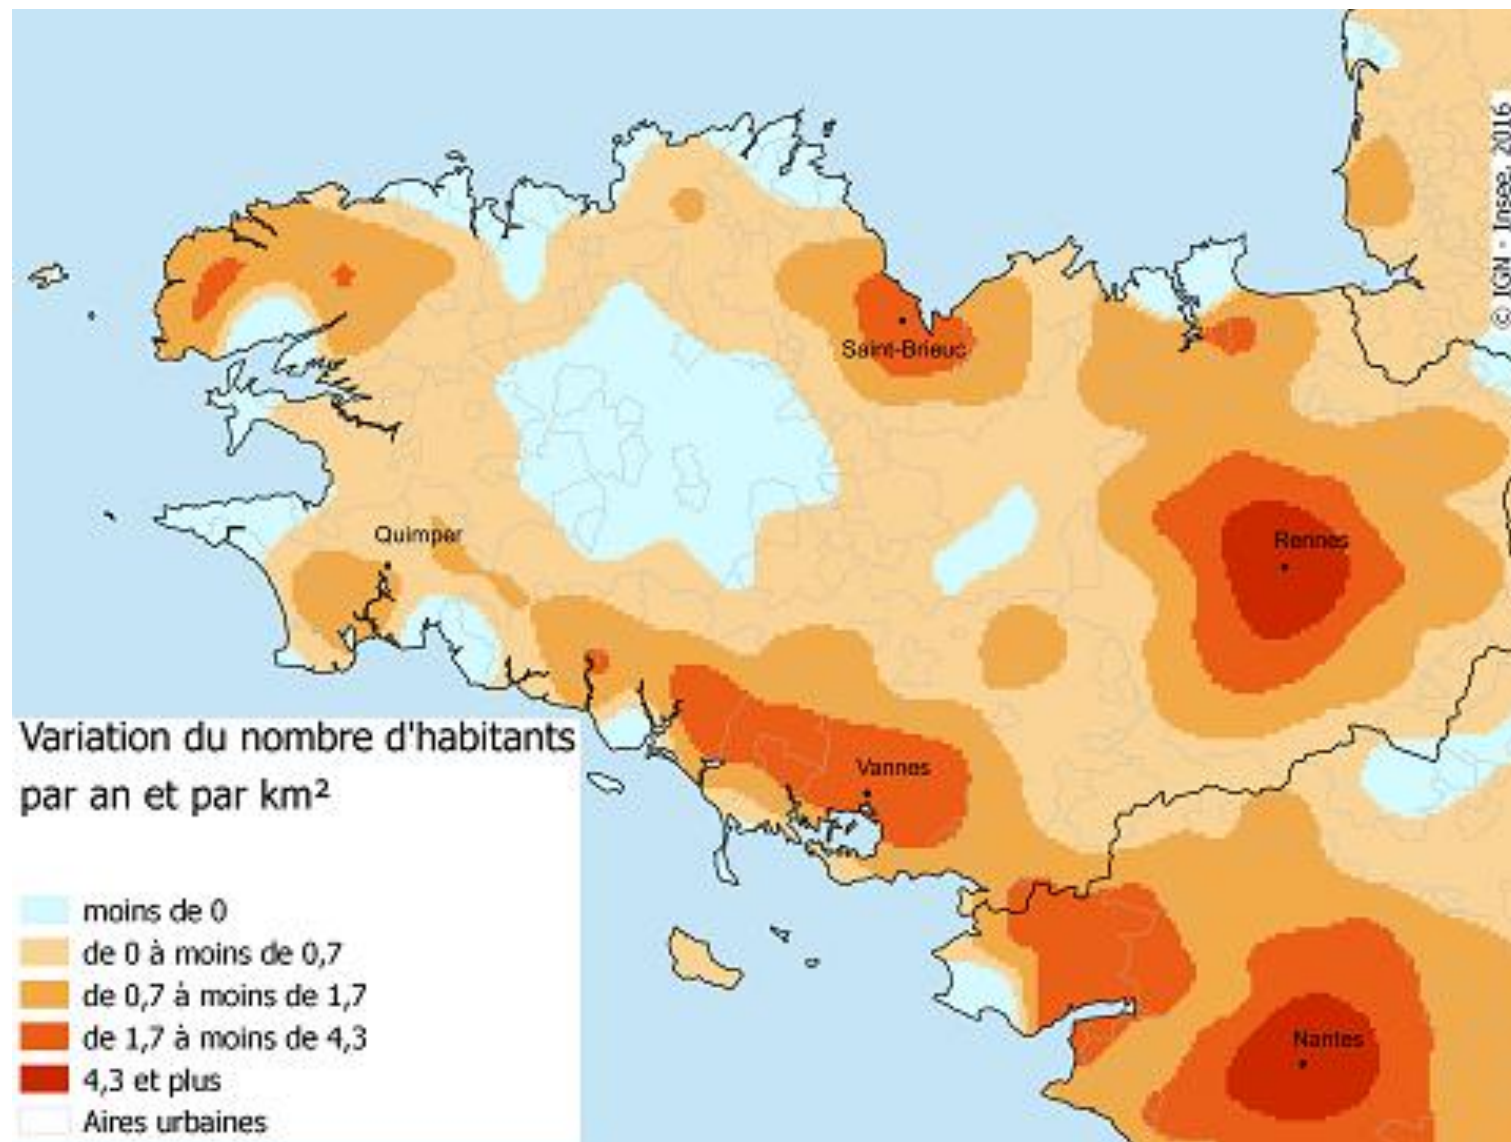 © IGN - Insee, 2016
Saint-Brieuc
Quimper
Rennes
Vannes
Nantes
Variation du nombre d'habitants
par an et par km²
moins de 0
de 0 à moins de 0,7
de 0,7 à moins de 1,7
de 1,7 à moins de 4,3
4,3 et plus
Aires urbaines